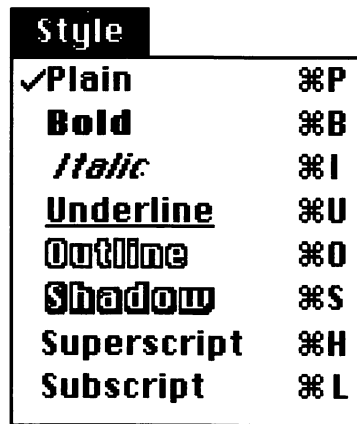 Style
✓Plain ⌘P
Bold ⌘B
Italic ⌘I
Underline ⌘U
Outline ⌘O
Shadow ⌘S
Superscript ⌘H
Subscript ⌘L